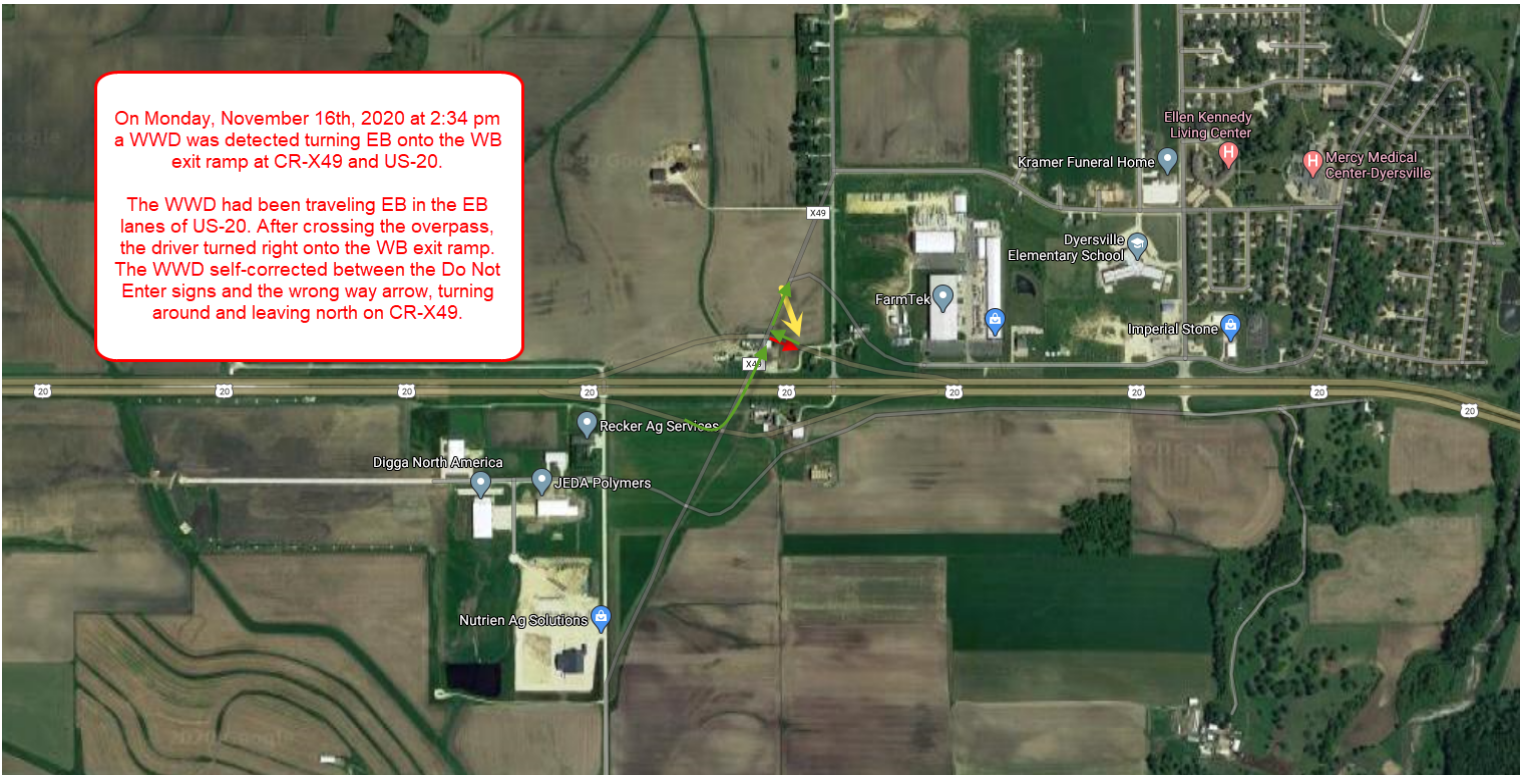 On Monday, November 16th, 2020 at 2:34 pm
a WWD was detected turning EB onto the WB
exit ramp at CR-X49 and US-20.
The WWD had been traveling EB in the EB
lanes of US-20. After crossing the overpass,
the driver turned right onto the WB exit ramp.
The WWD self-corrected between the Do Not
Enter signs and the wrong way arrow, turning
around and leaving north on CR-X49.
Ellen Kennedy
Living Center
Kramer Funeral Home
Mercy Medical
Center-Dyersville
X49
Dyersville
Elementary School
FarmTek
Imperial Stone
X49
20
20
20
20
20
20
20
20
20
Recker Ag Services
Digga North America
JEDA Polymers
Nutrien Ag Solutions